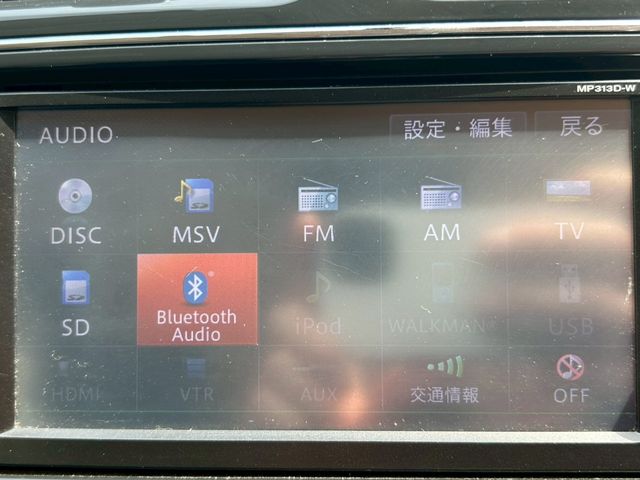 MP313D-W
AUDIO
設定・編集
戻る
DISC
MSV
FM
AM
TV
SD
Bluetooth
Audio
iPod
WALKMAN®
USB
HDMI
VTR
AUX
交通情報
OFF